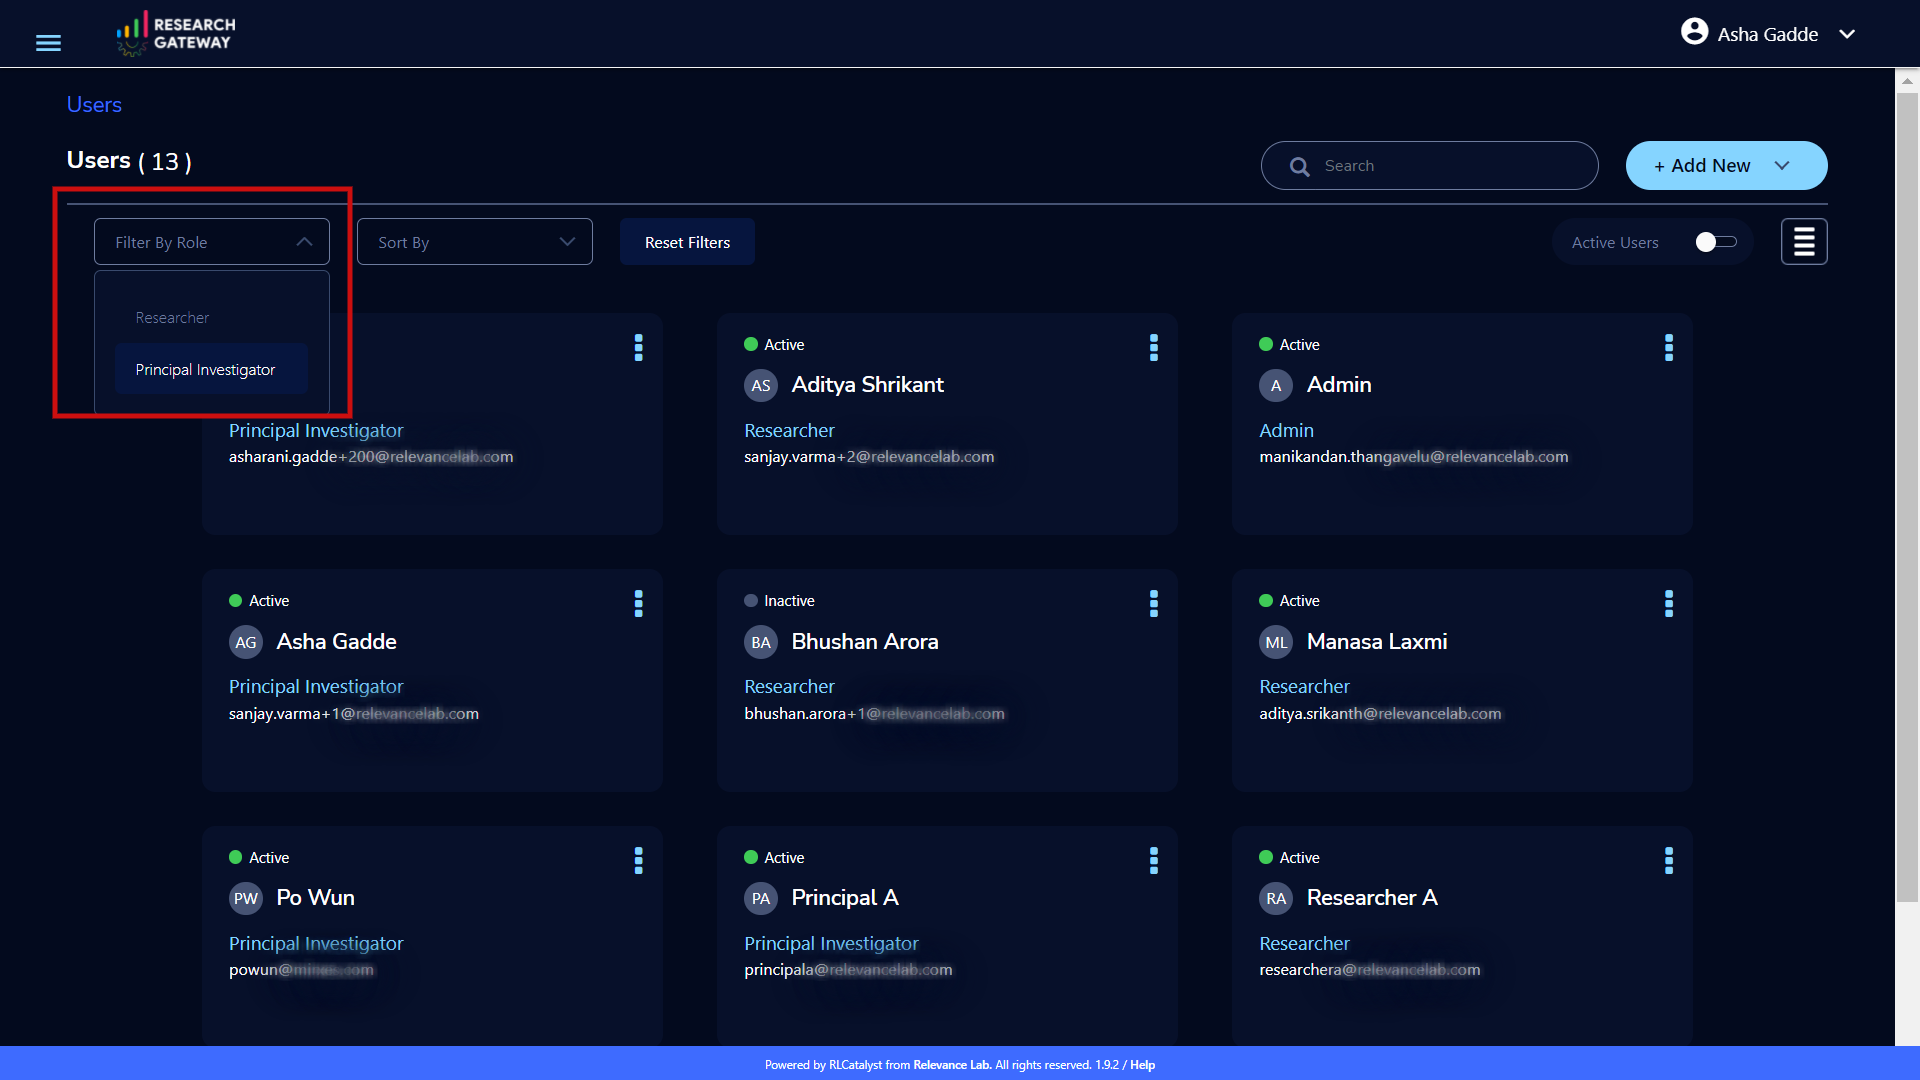 RESEARCH
GATEWAY
Asha Gadde
Users
Users ( 13 )
Search
+ Add New
Filter By Role
Sort By
Reset Filters
Active Users
Researcher
Principal Investigator
Principal Investigator
asharani.gadde+200@relevancelab.com
Active
AS Aditya Shrikant
Researcher
sanjay.varma+2@relevancelab.com
Active
A Admin
Admin
manikandan.thangavelu@relevancelab.com
Active
AG Asha Gadde
Principal Investigator
sanjay.varma+1@relevancelab.com
Inactive
BA Bhushan Arora
Researcher
bhushan.arora+1@relevancelab.com
Active
ML Manasa Laxmi
Researcher
aditya.srikanth@relevancelab.com
Active
PW Po Wun
Principal Investigator
Active
PA Principal A
Principal Investigator
principala@relevancelab.com
Active
RA Researcher A
Researcher
researchera@relevancelab.com
Powered by RLCatalyst from Relevance Lab. All rights reserved. 1.9.2 / Help